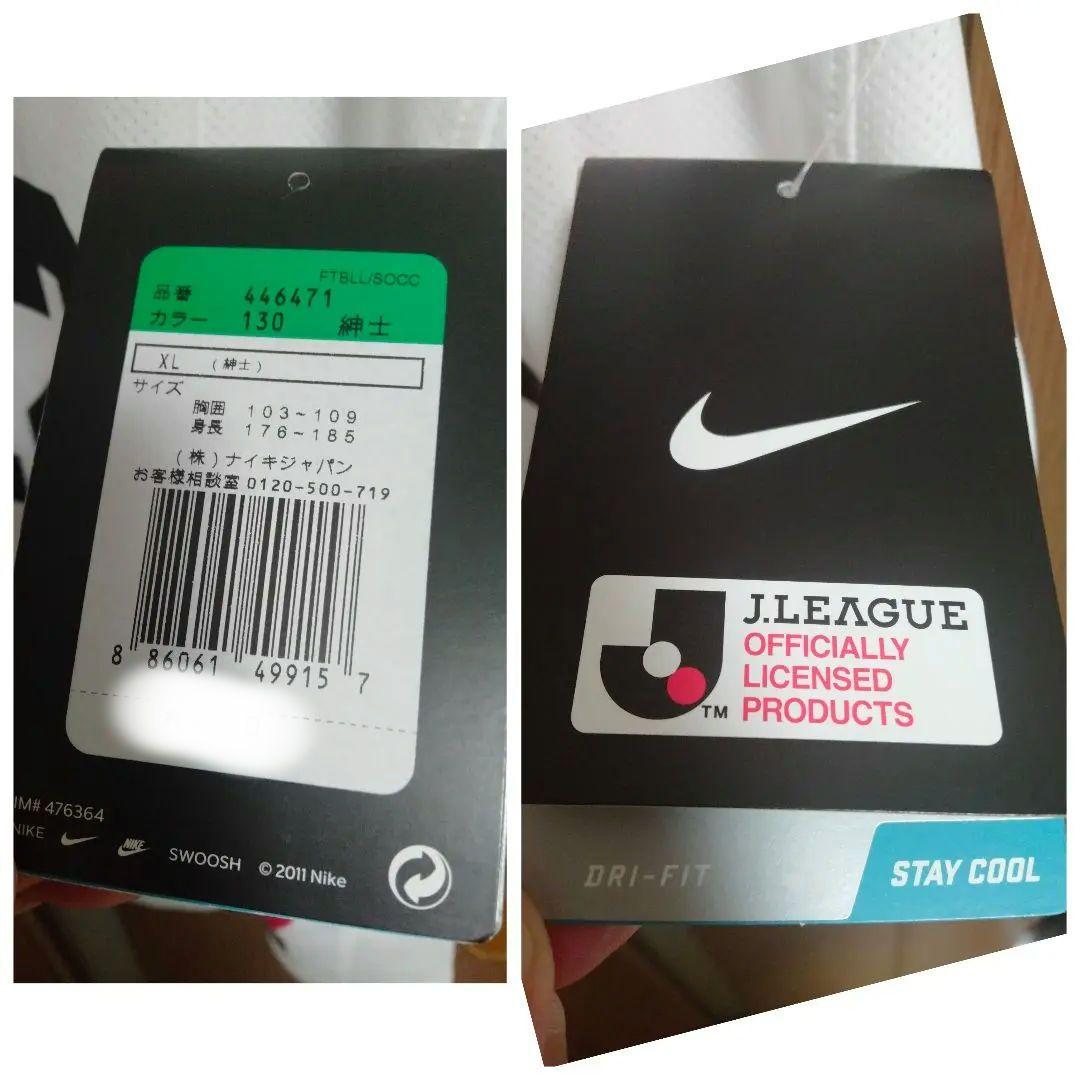 FTBLL/SOCC
品番 446471
カラー 130 紳士
XL (紳士)
サイズ
胸囲 103~109
身長 176~185
(株)ナイキジャパン
お客様相談室 0120-500-719
8 86061 49915 7
IM# 476364
NIKE NIKE SWOOSH © 2011 Nike
J.LEAGUE
OFFICIALLY
LICENSED
TM PRODUCTS
DRI-FIT STAY COOL